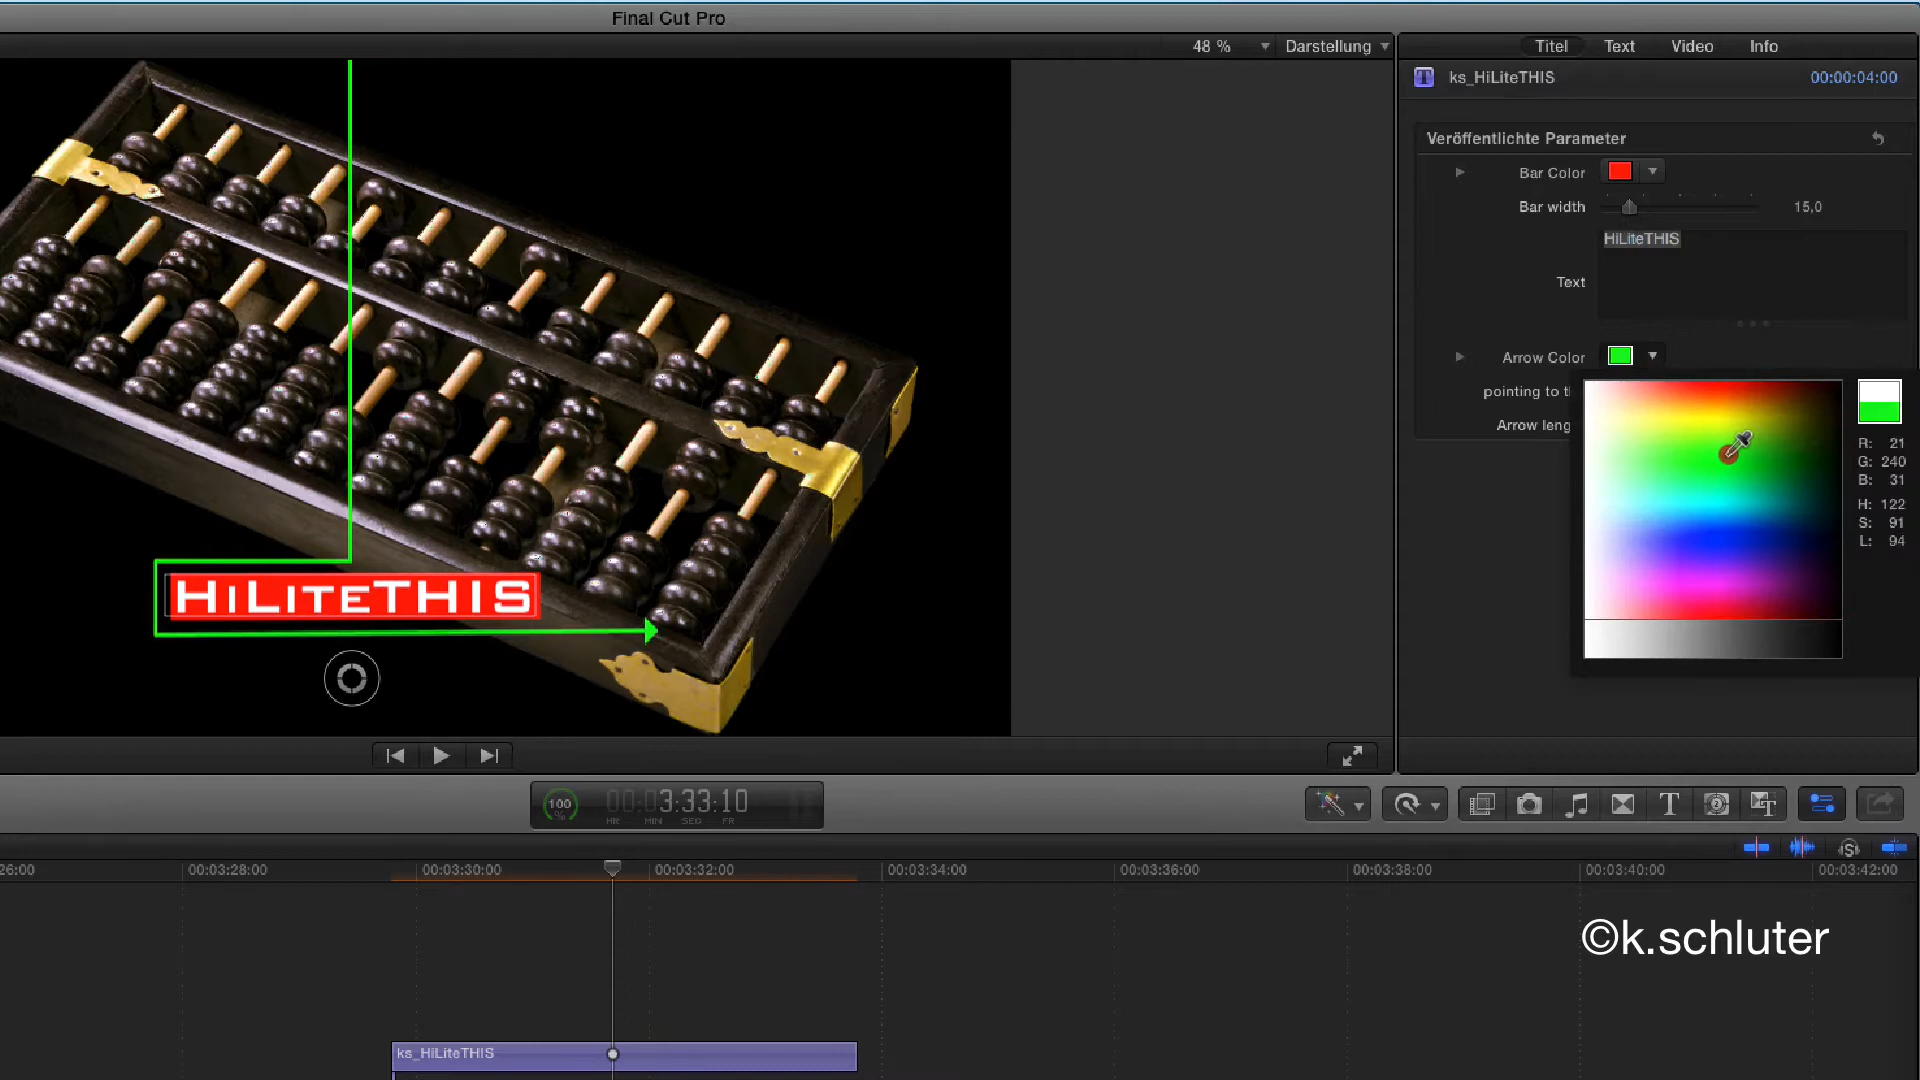 Final Cut Pro
48 %
Darstellung
Titel
Text
Video
Info
ks_HiLiteTHIS
00:00:04:00
Veröffentlichte Parameter
Bar Color
Bar width
15,0
HiLiteTHIS
Text
Arrow Color
pointing to th
Arrow leng
R: 21
G: 240
B: 31
H: 122
S: 91
L: 94
HiLiteTHIS
100
%
00:03:33:10
HR MIN SEC FR
26:00
00:03:28:00
00:03:30:00
00:03:32:00
00:03:34:00
00:03:36:00
00:03:38:00
00:03:40:00
00:03:42:00
©k.schluter
ks_HiLiteTHIS